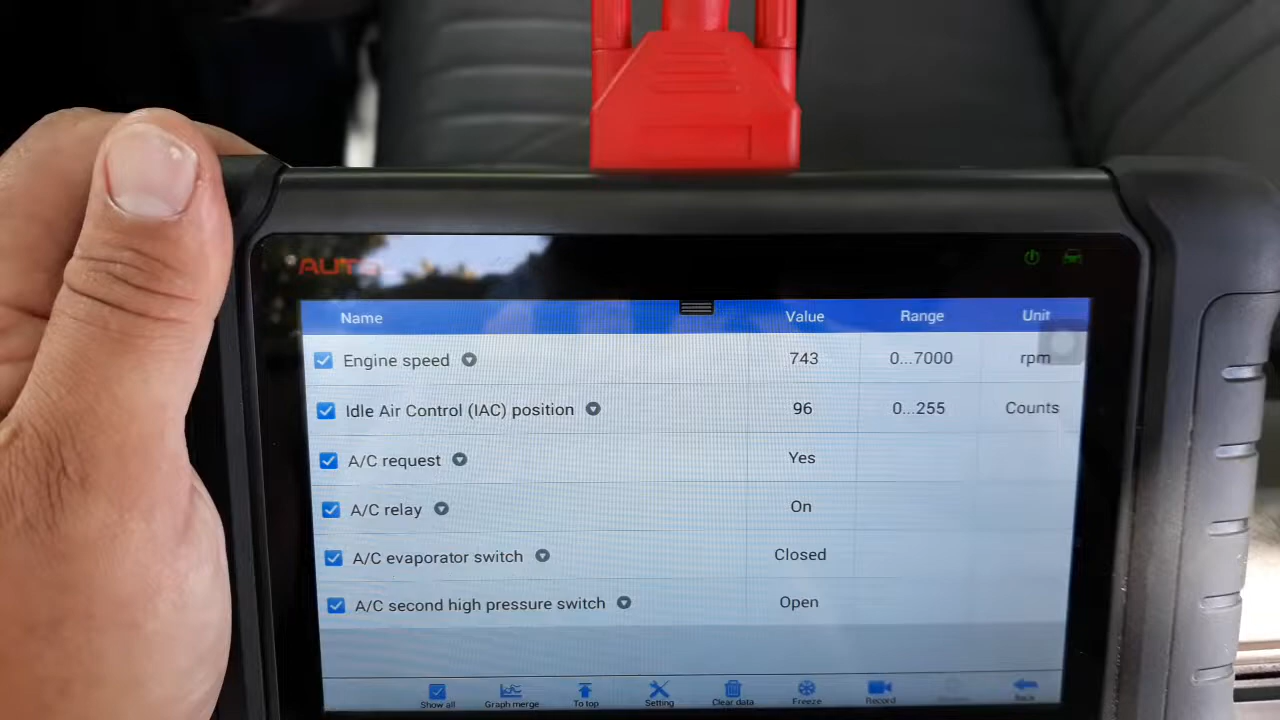 AUT
Name Value Range Unit
Engine speed 743 0...7000 rpm
Idle Air Control (IAC) position 96 0...255 Counts
A/C request Yes
A/C relay On
A/C evaporator switch Closed
A/C second high pressure switch Open
Show all Graph merge To top Setting Clear data Freeze Record Back